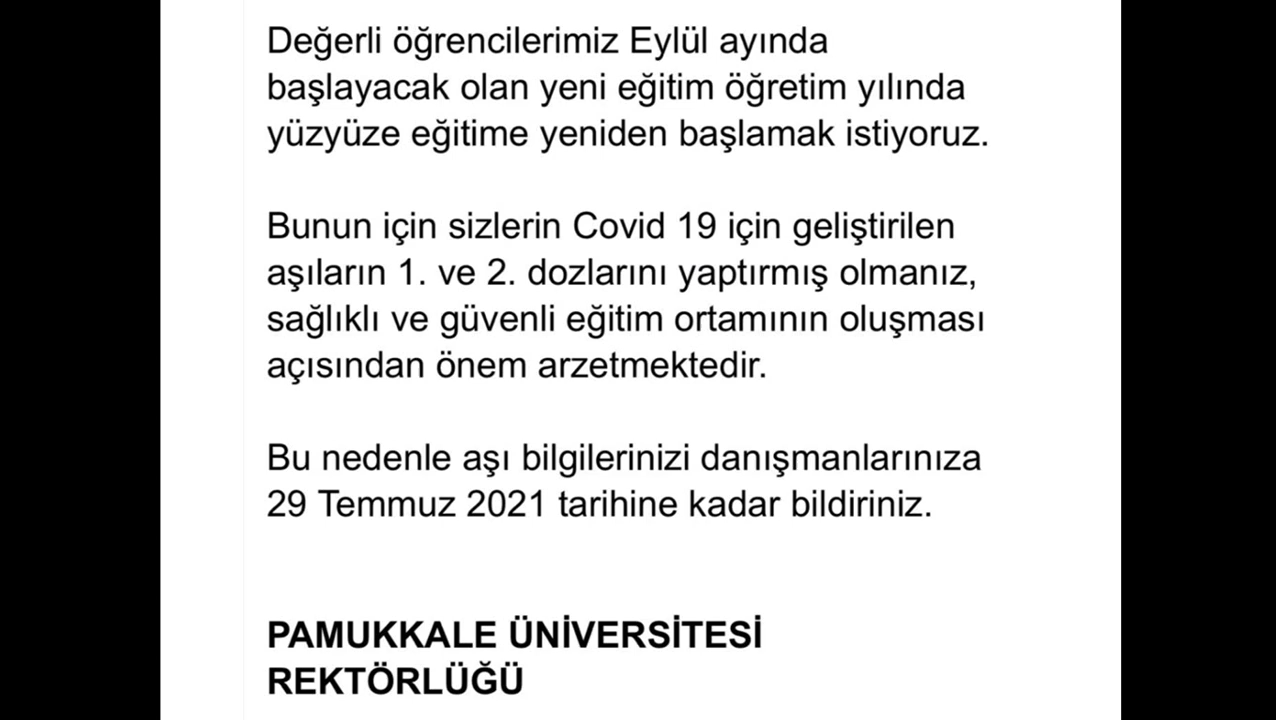 Değerli öğrencilerimiz Eylül ayında
başlayacak olan yeni eğitim öğretim yılında
yüzyüze eğitime yeniden başlamak istiyoruz.
Bunun için sizlerin Covid 19 için geliştirilen
aşıların 1. ve 2. dozlarını yaptırmış olmanız,
sağlıklı ve güvenli eğitim ortamının oluşması
açısından önem arzetmektedir.
Bu nedenle aşı bilgilerinizi danışmanlarınıza
29 Temmuz 2021 tarihine kadar bildiriniz.
PAMUKKALE ÜNİVERSİTESİ
REKTÖRLÜĞÜ